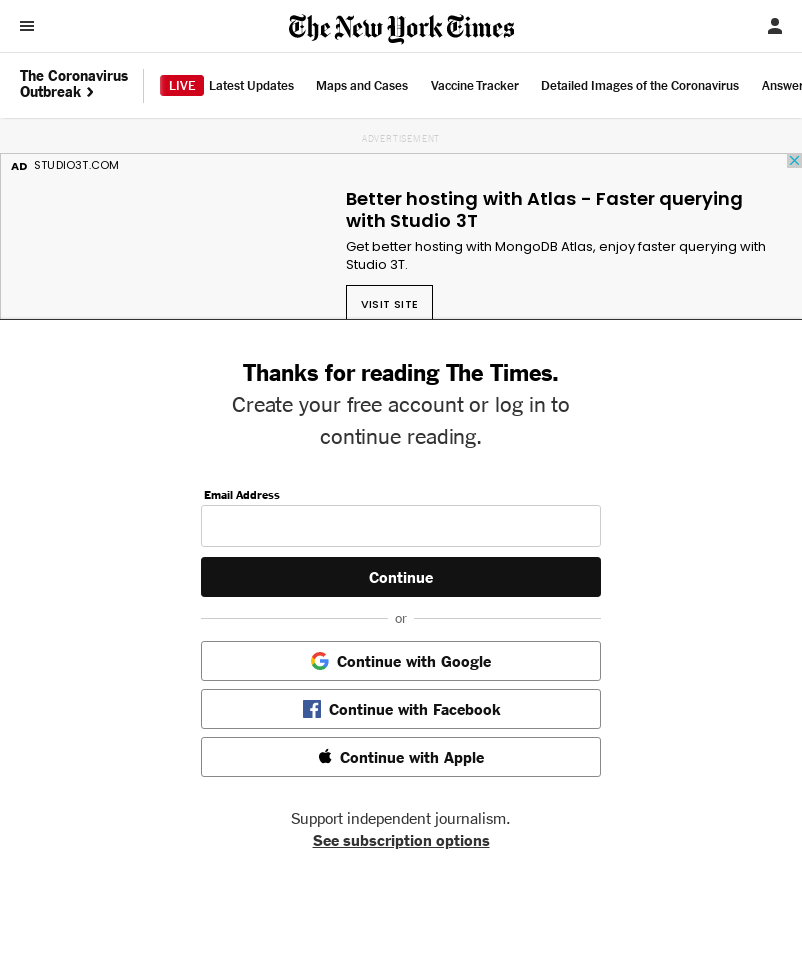 The New York Times
The Coronavirus
Outbreak
LIVE Latest Updates Maps and Cases Vaccine Tracker Detailed Images of the Coronavirus Answer
ADVERTISEMENT
AD STUDIO3T.COM
Better hosting with Atlas - Faster querying
with Studio 3T
Get better hosting with MongoDB Atlas, enjoy faster querying with
Studio 3T.
VISIT SITE
Thanks for reading The Times.
Create your free account or log in to
continue reading.
Email Address
Continue
or
Continue with Google
Continue with Facebook
Continue with Apple
Support independent journalism.
See subscription options